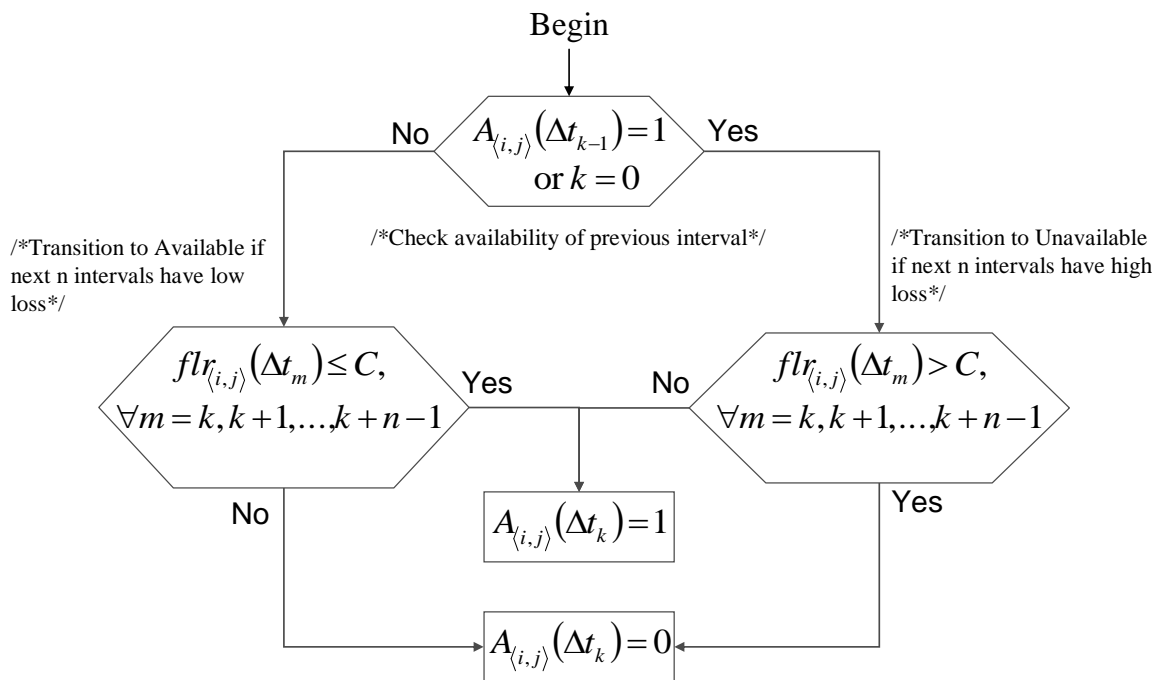 Begin
No
A⟨i,j⟩(Δt_{k−1}) = 1
Yes
or k = 0
/*Transition to Available if
next n intervals have low
loss*/
/*Check availability of previous interval*/
/*Transition to Unavailable
if next n intervals have high
loss*/
flr⟨i,j⟩(Δt_m) ≤ C,
∀m = k, k+1,...,k+n−1
Yes
No
flr⟨i,j⟩(Δt_m) > C,
∀m = k, k+1,...,k+n−1
No
Yes
A⟨i,j⟩(Δt_k) = 1
A⟨i,j⟩(Δt_k) = 0